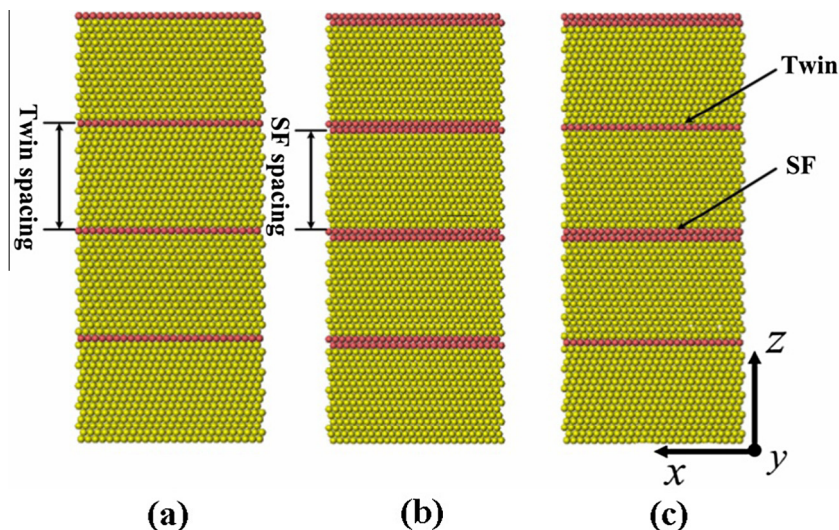 Twin spacing
SF spacing
Twin
SF
z
x
y
(a)
(b)
(c)